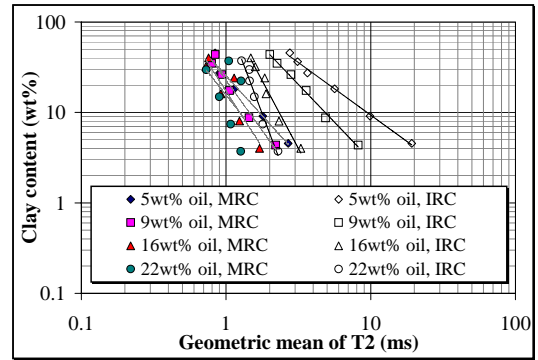 Clay content (wt%)
100
10
1
0.1
5wt% oil, MRC
5wt% oil, IRC
9wt% oil, MRC
9wt% oil, IRC
16wt% oil, MRC
16wt% oil, IRC
22wt% oil, MRC
22wt% oil, IRC
0.1
1
10
100
Geometric mean of T2 (ms)